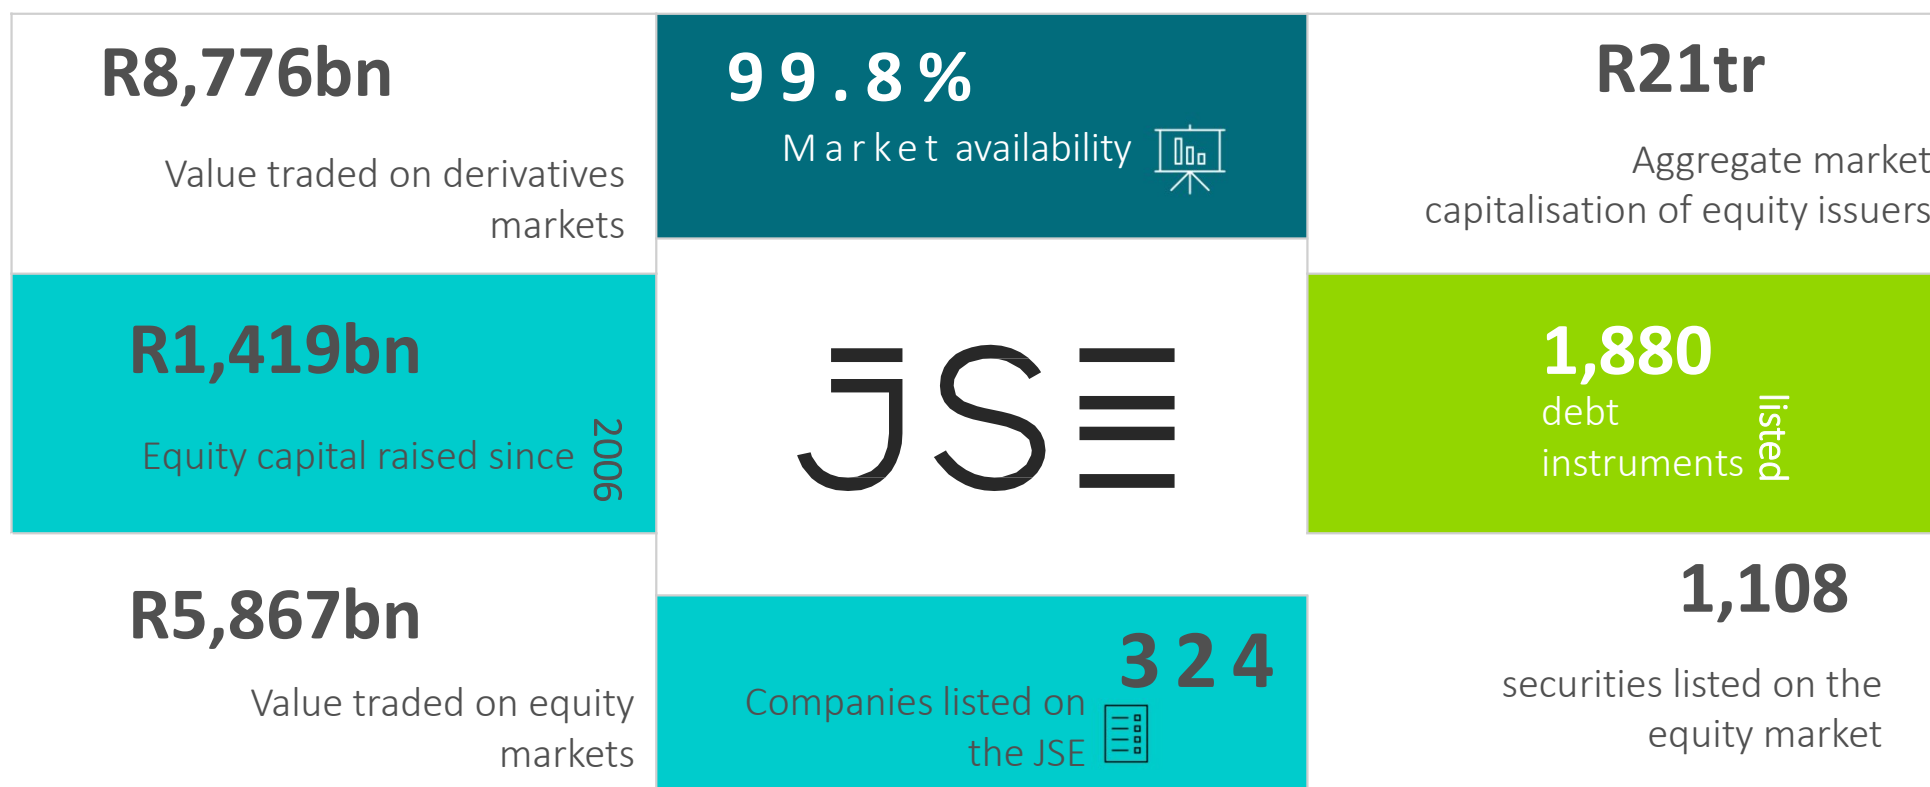 R8,776bn
Value traded on derivatives
markets
99.8%
Market availability
R21tr
Aggregate market
capitalisation of equity issuers
R1,419bn
Equity capital raised since
2006
JSE
1,880
debt
instruments
listed
R5,867bn
Value traded on equity
markets
324
Companies listed on
the JSE
1,108
securities listed on the
equity market